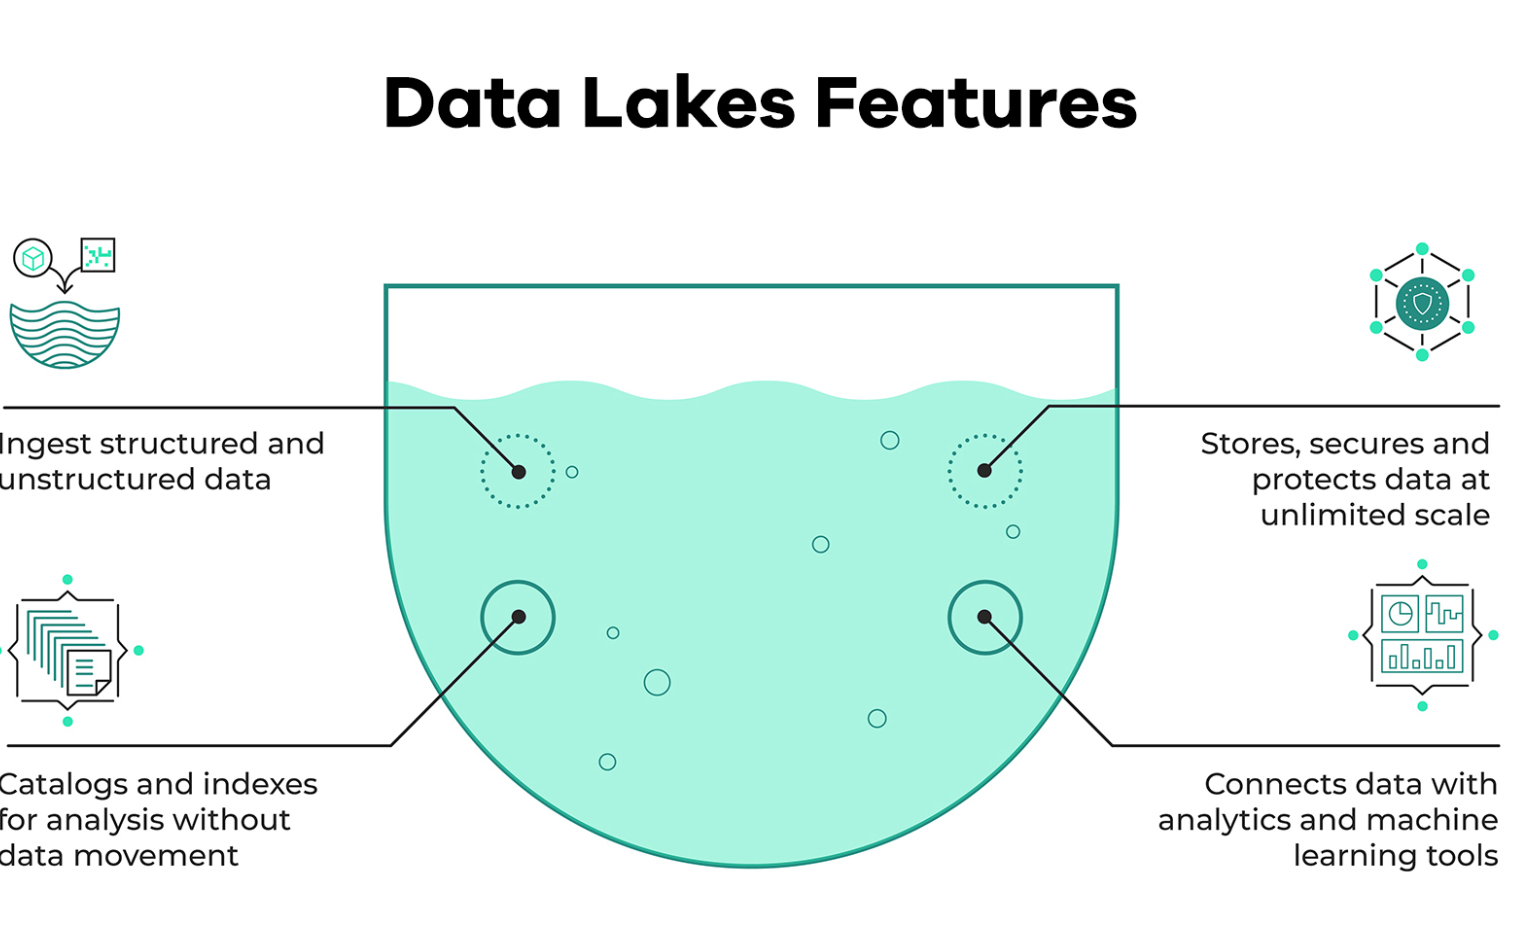 Data Lakes Features
Ingest structured and
unstructured data
Stores, secures and
protects data at
unlimited scale
Catalogs and indexes
for analysis without
data movement
Connects data with
analytics and machine
learning tools